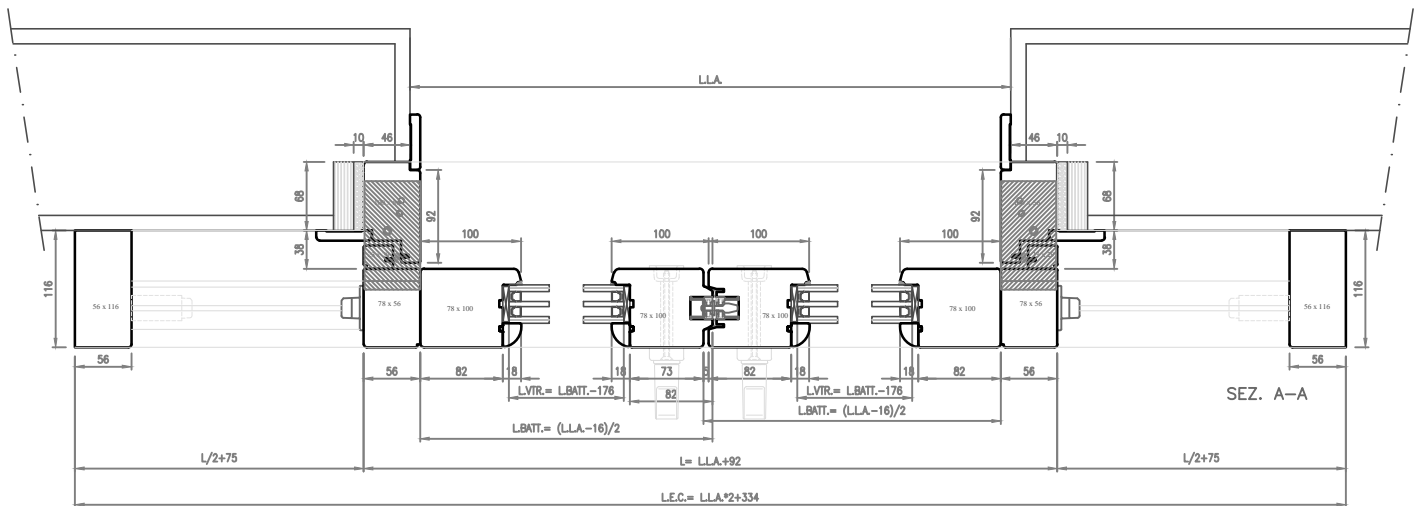 L.L.A.
10 46
46 10
68
92
92
68
100 100 100 100
38
38
116
116
56 x 116
78 x 56
78 x 100
78 x 100
78 x 100
78 x 100
78 x 56
56 x 116
56
56 82 18
18 73 5 82 18
18 82 56
56
L.VTR.= L.BATT.-176
82
L.VTR.= L.BATT.-176
SEZ. A-A
L.BATT.= (L.L.A.-16)/2
L.BATT.= (L.L.A.-16)/2
L/2+75
L= L.L.A.+92
L/2+75
L.E.C.= L.L.A.*2+334